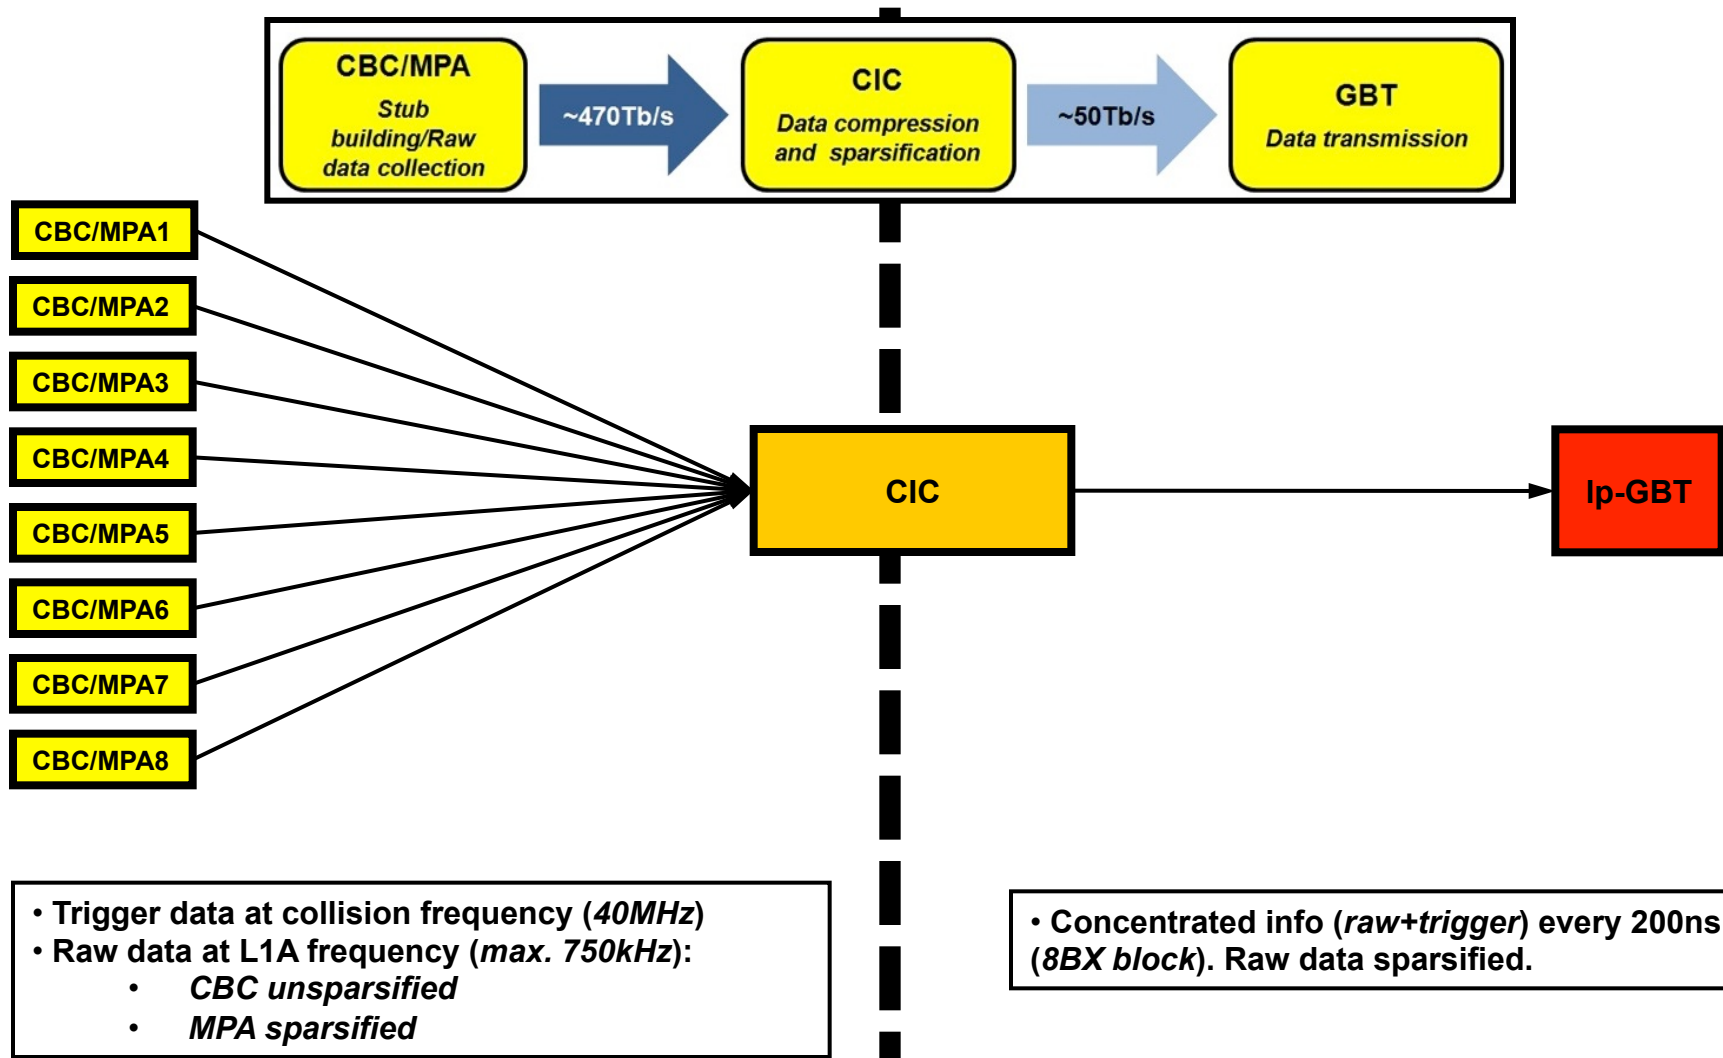 CBC/MPA
Stub
building/Raw
data collection
~470Tb/s
CIC
Data compression
and sparsification
~50Tb/s
GBT
Data transmission
CBC/MPA1
CBC/MPA2
CBC/MPA3
CBC/MPA4
CBC/MPA5
CBC/MPA6
CBC/MPA7
CBC/MPA8
CIC
lp-GBT
• Trigger data at collision frequency (40MHz)
• Raw data at L1A frequency (max. 750kHz):
• CBC unsparsified
• MPA sparsified
• Concentrated info (raw+trigger) every 200ns
(8BX block). Raw data sparsified.